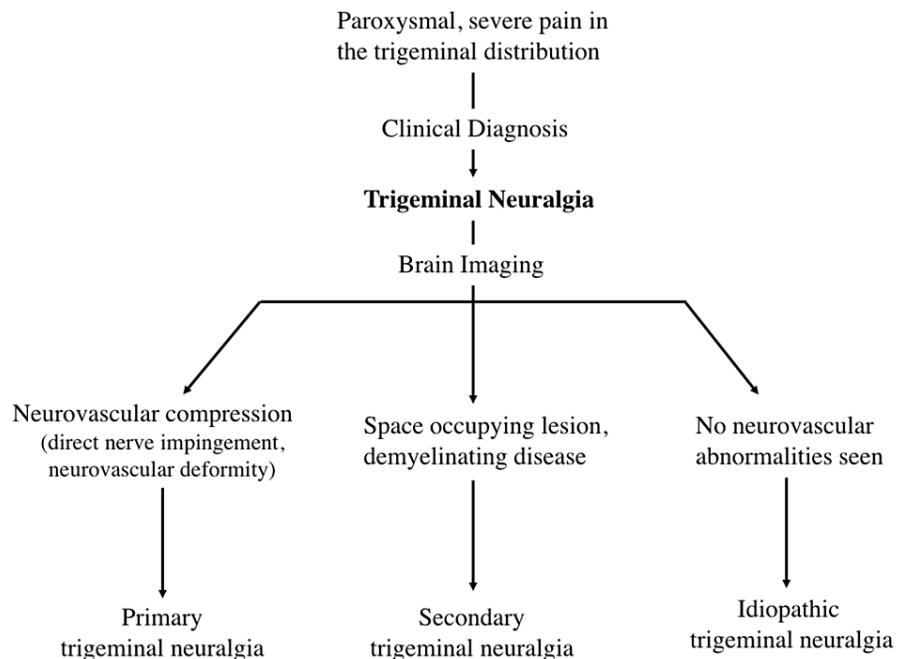 Paroxysmal, severe pain in
the trigeminal distribution
Clinical Diagnosis
Trigeminal Neuralgia
Brain Imaging
Neurovascular compression
(direct nerve impingement,
neurovascular deformity)
Space occupying lesion,
demyelinating disease
No neurovascular
abnormalities seen
Primary
trigeminal neuralgia
Secondary
trigeminal neuralgia
Idiopathic
trigeminal neuralgia